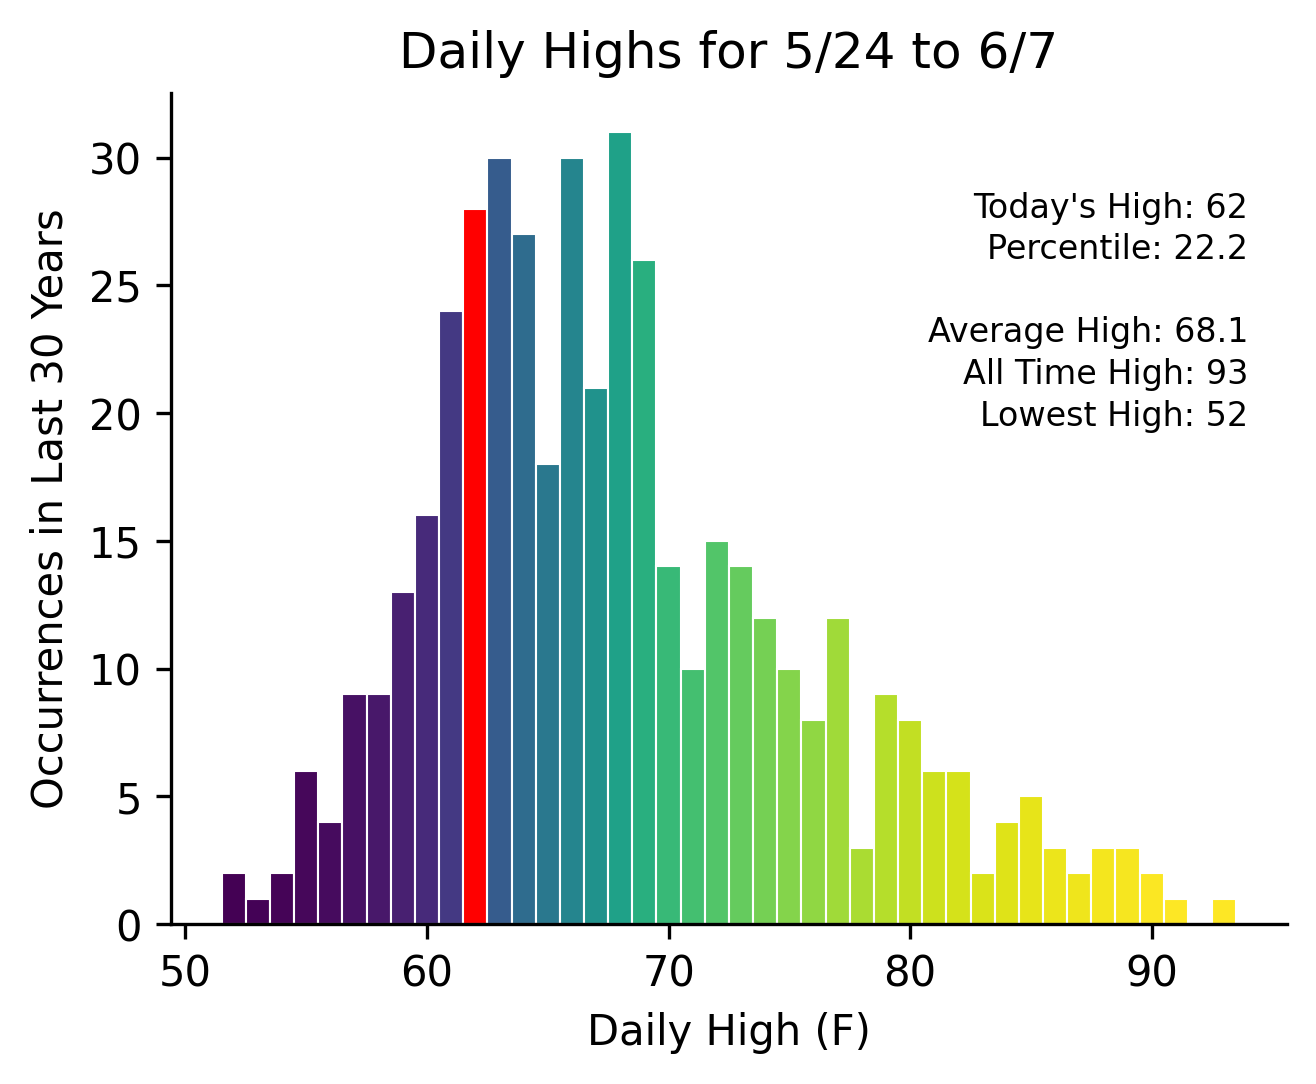 Daily Highs for 5/24 to 6/7
Occurrences in Last 30 Years
30
25
20
15
10
5
0
Today's High: 62
Percentile: 22.2
Average High: 68.1
All Time High: 93
Lowest High: 52
50 60 70 80 90
Daily High (F)